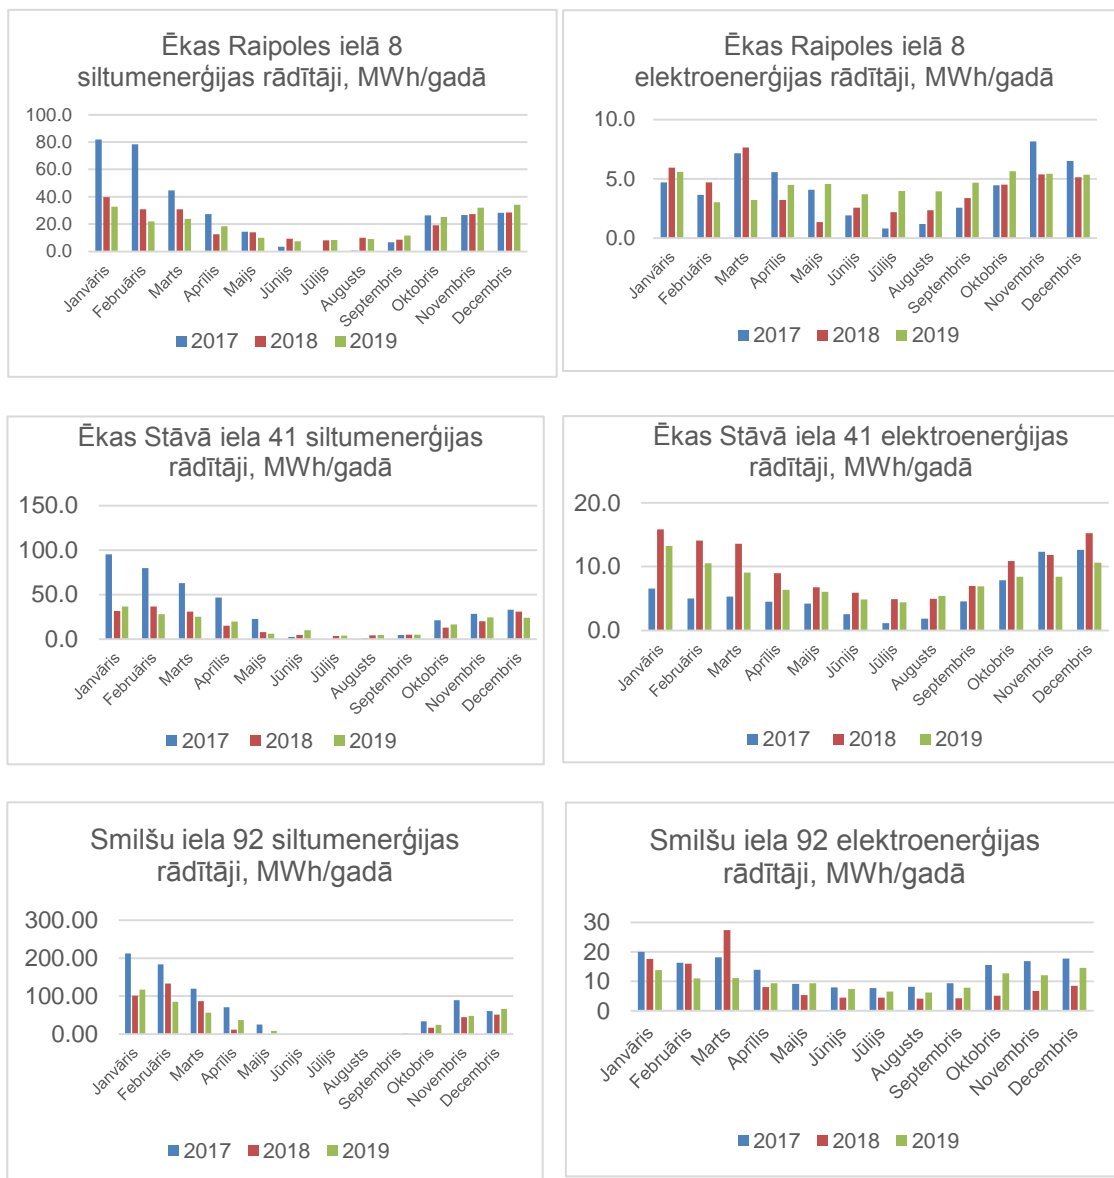 Ēkas Raipoles ielā 8
siltumenerģijas rādītāji, MWh/gadā
100.0
80.0
60.0
40.0
20.0
0.0
Janvāris
Februāris
Marts
Aprīlis
Maijs
Jūnijs
Jūlijs
Augusts
Septembris
Oktobris
Novembris
Decembris
2017 2018 2019
Ēkas Raipoles ielā 8
elektroenerģijas rādītāji, MWh/gadā
10.0
5.0
0.0
Janvāris
Februāris
Marts
Aprīlis
Maijs
Jūnijs
Jūlijs
Augusts
Septembris
Oktobris
Novembris
Decembris
2017 2018 2019
Ēkas Stāvā iela 41 siltumenerģijas
rādītāji, MWh/gadā
150.0
100.0
50.0
0.0
Janvāris
Februāris
Marts
Aprīlis
Maijs
Jūnijs
Jūlijs
Augusts
Septembris
Oktobris
Novembris
Decembris
2017 2018 2019
Ēkas Stāvā iela 41 elektroenerģijas
rādītāji, MWh/gadā
20.0
10.0
0.0
Janvāris
Februāris
Marts
Aprīlis
Maijs
Jūnijs
Jūlijs
Augusts
Septembris
Oktobris
Novembris
Decembris
2017 2018 2019
Smilšu iela 92 siltumenerģijas
rādītāji, MWh/gadā
300.00
200.00
100.00
0.00
Janvāris
Februāris
Marts
Aprīlis
Maijs
Jūnijs
Jūlijs
Augusts
Septembris
Oktobris
Novembris
Decembris
2017 2018 2019
Smilšu iela 92 elektroenerģijas
rādītāji, MWh/gadā
30
20
10
0
Janvāris
Februāris
Marts
Aprīlis
Maijs
Jūnijs
Jūlijs
Augusts
Septembris
Oktobris
Novembris
Decembris
2017 2018 2019